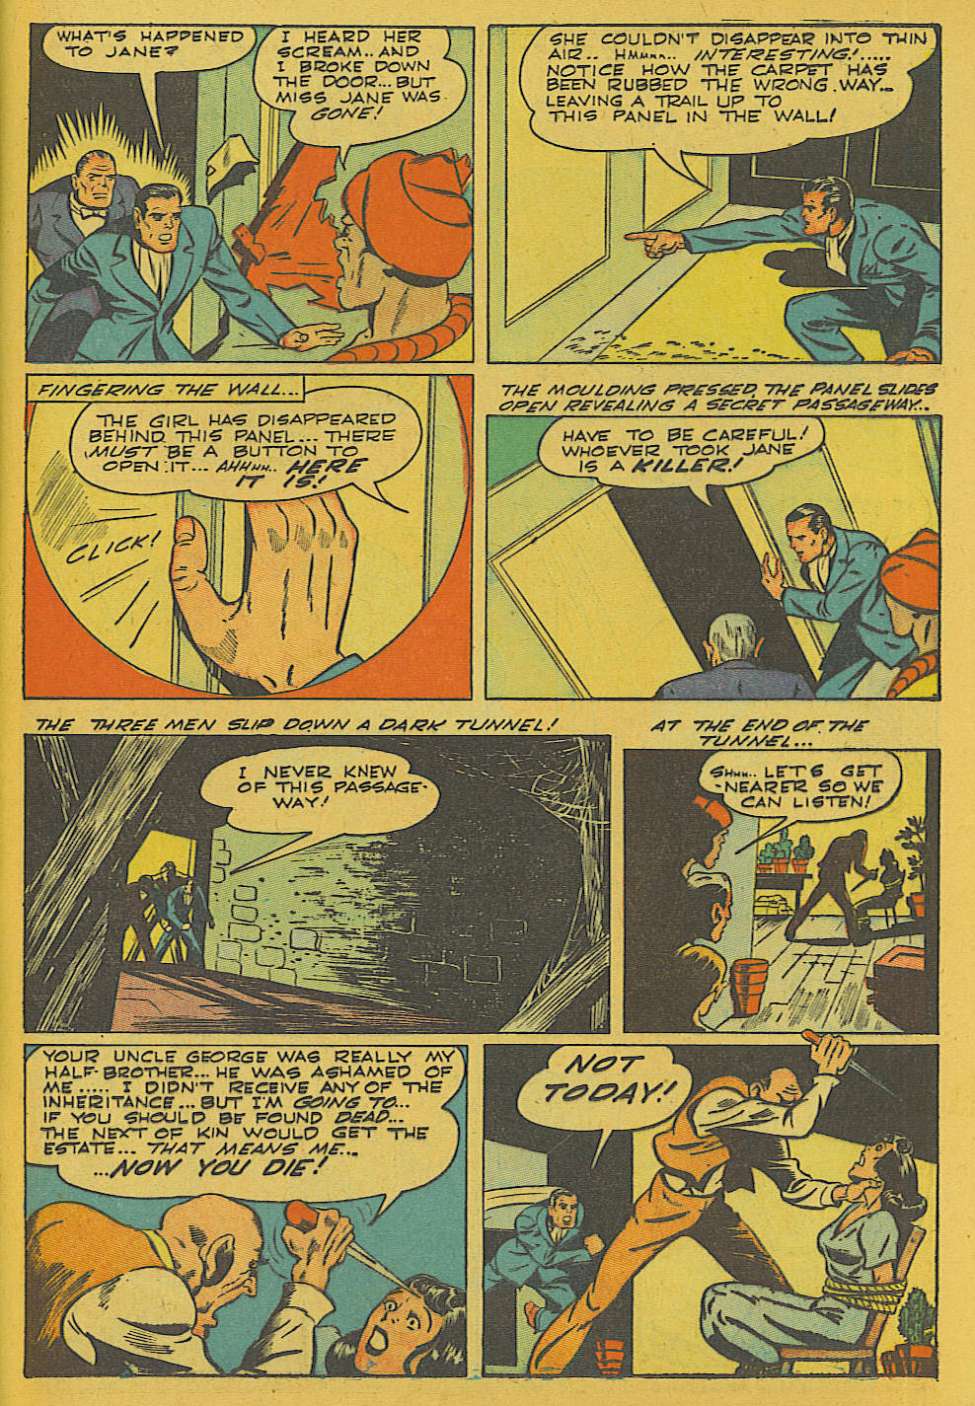 WHAT'S HAPPENED
TO JANE?
I HEARD HER
SCREAM.. AND
I BROKE DOWN
THE DOOR... BUT
MISS JANE WAS
GONE!
SHE COULDN'T DISAPPEAR INTO THIN
AIR.. HMMMM.. INTERESTING!.....
NOTICE HOW THE CARPET HAS
BEEN RUBBED THE WRONG WAY...
LEAVING A TRAIL UP TO
THIS PANEL IN THE WALL!
FINGERING THE WALL...
THE GIRL HAS DISAPPEARED
BEHIND THIS PANEL... THERE
MUST BE A BUTTON TO
OPEN IT... AHHHH.. HERE
IT IS!
CLICK!
THE MOULDING PRESSED, THE PANEL SLIDES
OPEN REVEALING A SECRET PASSAGEWAY...
HAVE TO BE CAREFUL!
WHOEVER TOOK JANE
IS A KILLER!
THE THREE MEN SLIP DOWN A DARK TUNNEL!
I NEVER KNEW
OF THIS PASSAGE-
WAY!
AT THE END OF THE
TUNNEL...
SHHH.. LET'S GET
NEARER SO WE
CAN LISTEN!
YOUR UNCLE GEORGE WAS REALLY MY
HALF-BROTHER... HE WAS ASHAMED OF
ME..... I DIDN'T RECEIVE ANY OF THE
INHERITANCE... BUT I'M GOING TO...
IF YOU SHOULD BE FOUND DEAD...
THE NEXT OF KIN WOULD GET THE
ESTATE... THAT MEANS ME...
...NOW YOU DIE!
NOT
TODAY!